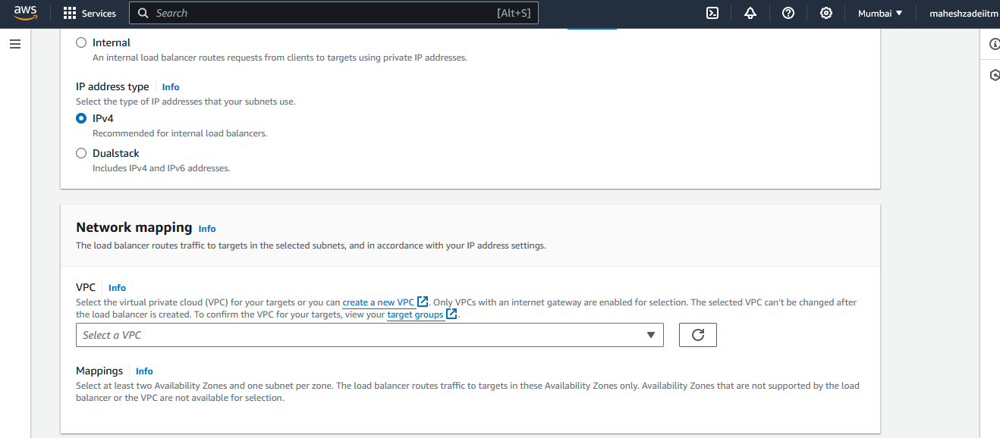 aws
Services
Search
[Alt+S]
Mumbai
maheshzadeiitm
Internal
An internal load balancer routes requests from clients to targets using private IP addresses.
IP address type
Info
Select the type of IP addresses that your subnets use.
IPv4
Recommended for internal load balancers.
Dualstack
Includes IPv4 and IPv6 addresses.
Network mapping Info
The load balancer routes traffic to targets in the selected subnets, and in accordance with your IP address settings.
VPC
Info
Select the virtual private cloud (VPC) for your targets or you can create a new VPC. Only VPCs with an internet gateway are enabled for selection. The selected VPC can't be changed after
the load balancer is created. To confirm the VPC for your targets, view your target groups.
Select a VPC
Mappings
Info
Select at least two Availability Zones and one subnet per zone. The load balancer routes traffic to targets in these Availability Zones only. Availability Zones that are not supported by the load
balancer or the VPC are not available for selection.